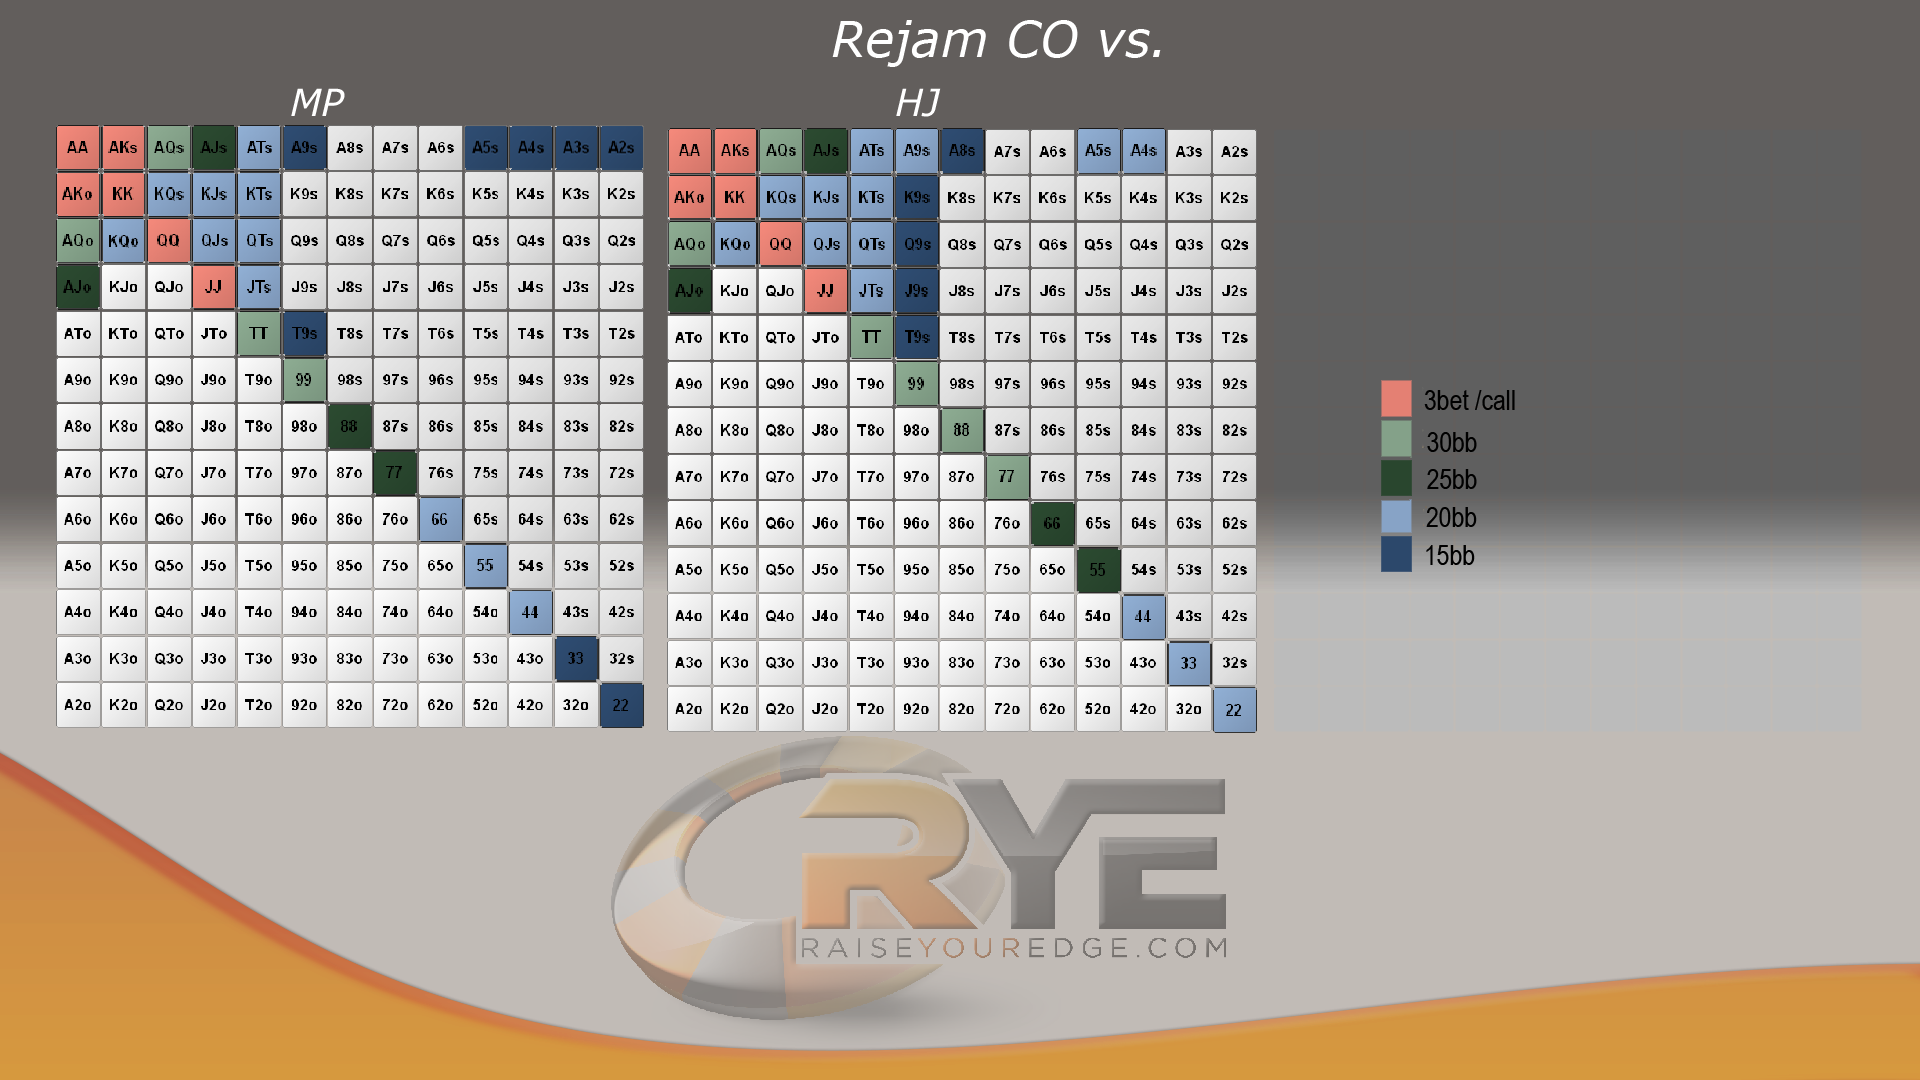 Rejam CO vs.
MP
AA AKs AQs AJs ATs A9s A8s A7s A6s A5s A4s A3s A2s
AKo KK KQs KJs KTs K9s K8s K7s K6s K5s K4s K3s K2s
AQo KQo QQ QJs QTs Q9s Q8s Q7s Q6s Q5s Q4s Q3s Q2s
AJo KJo QJo JJ JTs J9s J8s J7s J6s J5s J4s J3s J2s
ATo KTo QTo JTo TT T9s T8s T7s T6s T5s T4s T3s T2s
A9o K9o Q9o J9o T9o 99 98s 97s 96s 95s 94s 93s 92s
A8o K8o Q8o J8o T8o 98o 88 87s 86s 85s 84s 83s 82s
A7o K7o Q7o J7o T7o 97o 87o 77 76s 75s 74s 73s 72s
A6o K6o Q6o J6o T6o 96o 86o 76o 66 65s 64s 63s 62s
A5o K5o Q5o J5o T5o 95o 85o 75o 65o 55 54s 53s 52s
A4o K4o Q4o J4o T4o 94o 84o 74o 64o 54o 44 43s 42s
A3o K3o Q3o J3o T3o 93o 83o 73o 63o 53o 43o 33 32s
A2o K2o Q2o J2o T2o 92o 82o 72o 62o 52o 42o 32o 22
HJ
AA AKs AQs AJs ATs A9s A8s A7s A6s A5s A4s A3s A2s
AKo KK KQs KJs KTs K9s K8s K7s K6s K5s K4s K3s K2s
AQo KQo QQ QJs QTs Q9s Q8s Q7s Q6s Q5s Q4s Q3s Q2s
AJo KJo QJo JJ JTs J9s J8s J7s J6s J5s J4s J3s J2s
ATo KTo QTo JTo TT T9s T8s T7s T6s T5s T4s T3s T2s
A9o K9o Q9o J9o T9o 99 98s 97s 96s 95s 94s 93s 92s
A8o K8o Q8o J8o T8o 98o 88 87s 86s 85s 84s 83s 82s
A7o K7o Q7o J7o T7o 97o 87o 77 76s 75s 74s 73s 72s
A6o K6o Q6o J6o T6o 96o 86o 76o 66 65s 64s 63s 62s
A5o K5o Q5o J5o T5o 95o 85o 75o 65o 55 54s 53s 52s
A4o K4o Q4o J4o T4o 94o 84o 74o 64o 54o 44 43s 42s
A3o K3o Q3o J3o T3o 93o 83o 73o 63o 53o 43o 33 32s
A2o K2o Q2o J2o T2o 92o 82o 72o 62o 52o 42o 32o 22
3bet /call
30bb
25bb
20bb
15bb
RYE
RAISEYOUREDGE.COM